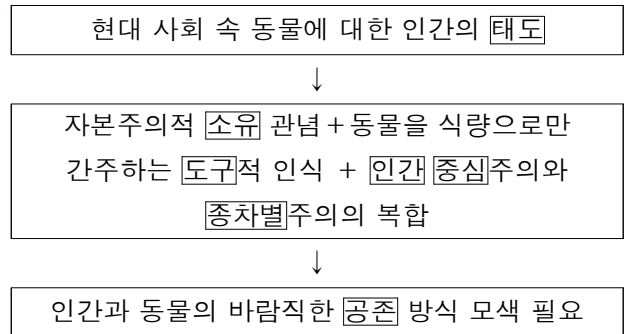 현대 사회 속 동물에 대한 인간의 태도
↓
자본주의적 소유 관념+동물을 식량으로만
간주하는 도구적 인식 + 인간 중심주의와
종차별주의의 복합
↓
인간과 동물의 바람직한 공존 방식 모색 필요